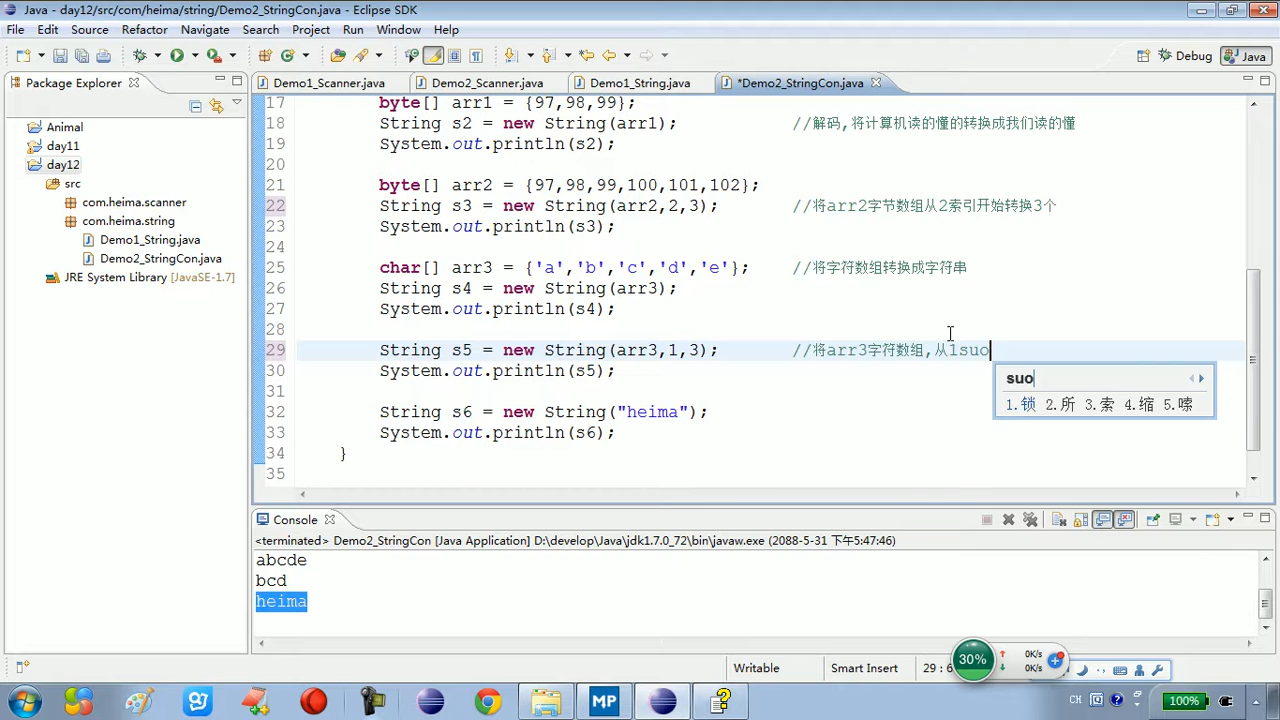 Java - day12/src/com/heima/string/Demo2_StringCon.java - Eclipse SDK
File Edit Source Refactor Navigate Search Project Run Window Help
Debug Java
Package Explorer
Demo1_Scanner.java Demo2_Scanner.java Demo1_String.java *Demo2_StringCon.java
Animal
day11
day12
src
com.heima.scanner
com.heima.string
Demo1_String.java
Demo2_StringCon.java
JRE System Library [JavaSE-1.7]
17 byte[] arr1 = {97,98,99};
18 String s2 = new String(arr1); //解码,将计算机读的懂的转换成我们读的懂
19 System.out.println(s2);
20
21 byte[] arr2 = {97,98,99,100,101,102};
22 String s3 = new String(arr2,2,3); //将arr2字节数组从2索引开始转换3个
23 System.out.println(s3);
24
25 char[] arr3 = {'a','b','c','d','e'}; //将字符数组转换成字符串
26 String s4 = new String(arr3);
27 System.out.println(s4);
28
29 String s5 = new String(arr3,1,3); //将arr3字符数组,从1suo
30 System.out.println(s5);
31
32 String s6 = new String("heima");
33 System.out.println(s6);
34 }
35
suo
1.锁 2.所 3.索 4.缩 5.嗦
Console
<terminated> Demo2_StringCon [Java Application] D:\develop\Java\jdk1.7.0_72\bin\javaw.exe (2088-5-31 下午5:47:46)
abcde
bcd
heima
Writable Smart Insert 29 : 6
30% 0K/s
0K/s
MP CH 100%